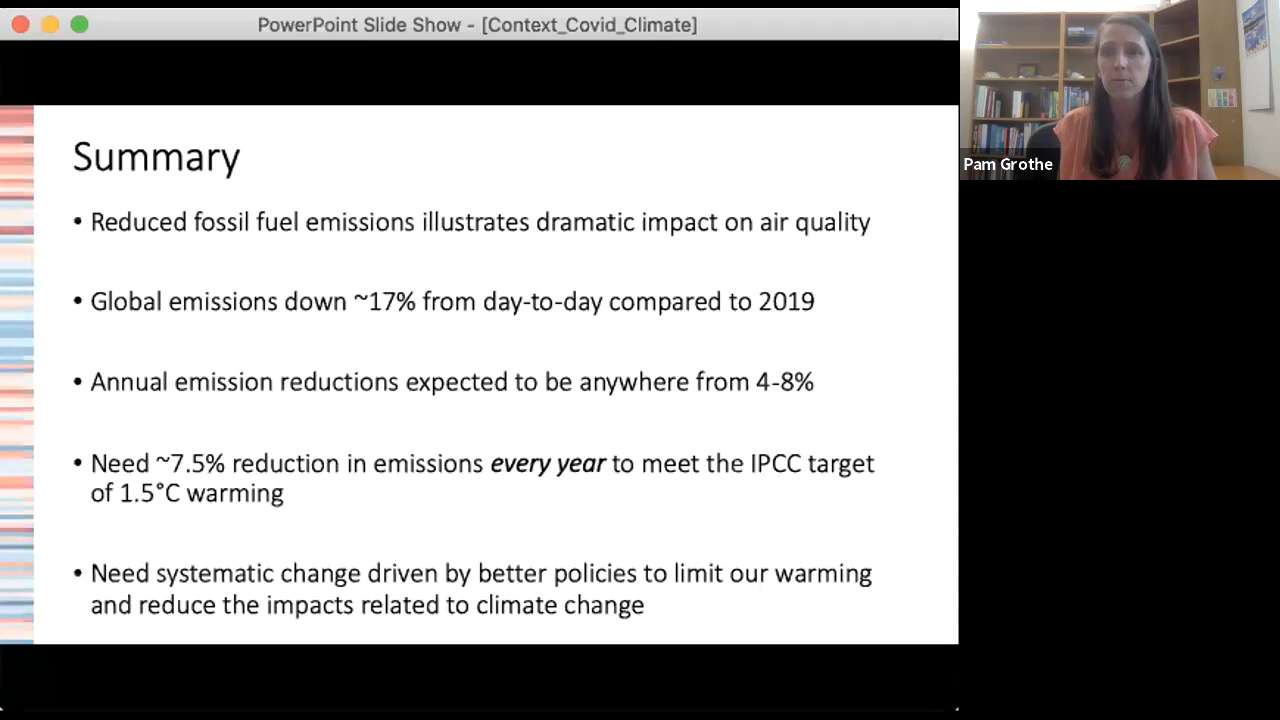 PowerPoint Slide Show - [Context_Covid_Climate]
Summary
• Reduced fossil fuel emissions illustrates dramatic impact on air quality
• Global emissions down ~17% from day-to-day compared to 2019
• Annual emission reductions expected to be anywhere from 4-8%
• Need ~7.5% reduction in emissions every year to meet the IPCC target
of 1.5°C warming
• Need systematic change driven by better policies to limit our warming
and reduce the impacts related to climate change
Pam Grothe